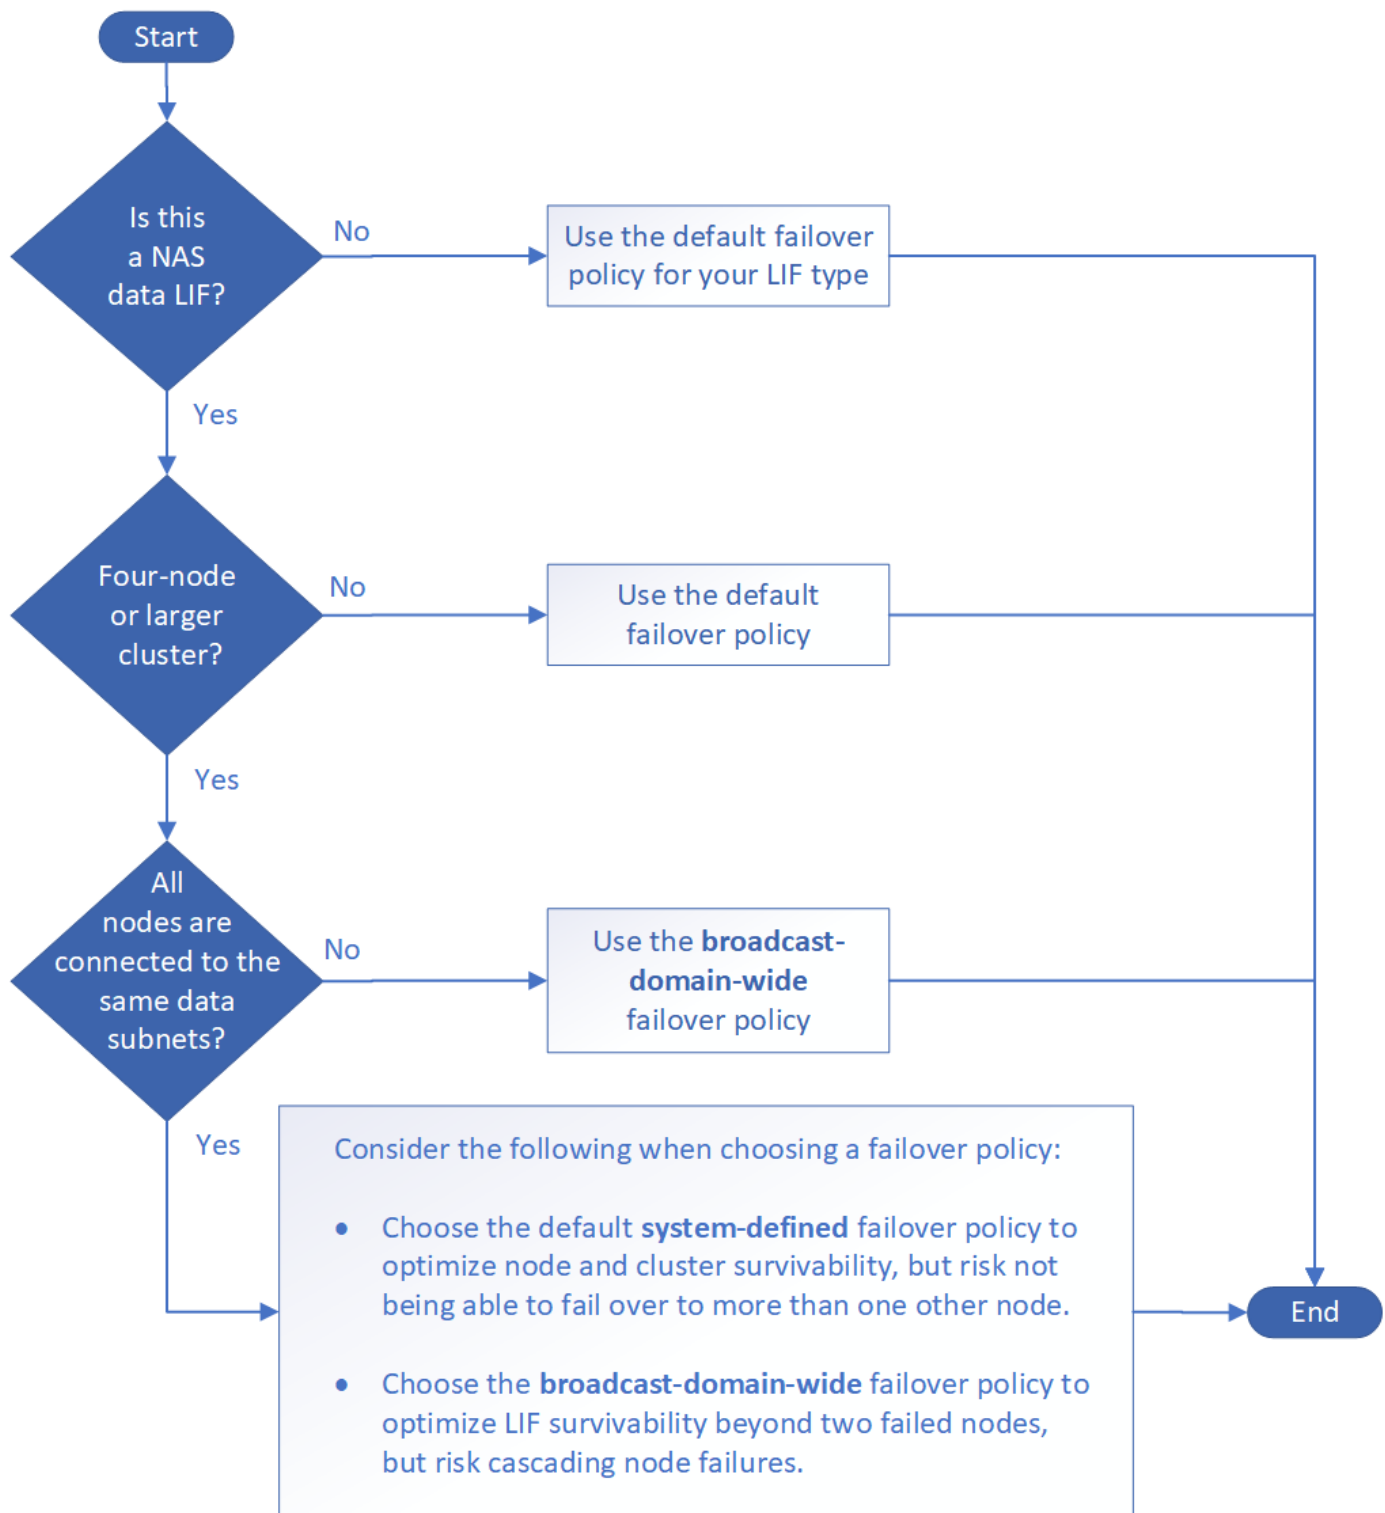 Start
Is this
a NAS
data LIF?
No
Use the default failover
policy for your LIF type
Yes
Four-node
or larger
cluster?
No
Use the default
failover policy
Yes
All
nodes are
connected to the
same data
subnets?
No
Use the broadcast-
domain-wide
failover policy
Yes
Consider the following when choosing a failover policy:
• Choose the default system-defined failover policy to
optimize node and cluster survivability, but risk not
being able to fail over to more than one other node.
• Choose the broadcast-domain-wide failover policy to
optimize LIF survivability beyond two failed nodes,
but risk cascading node failures.
End